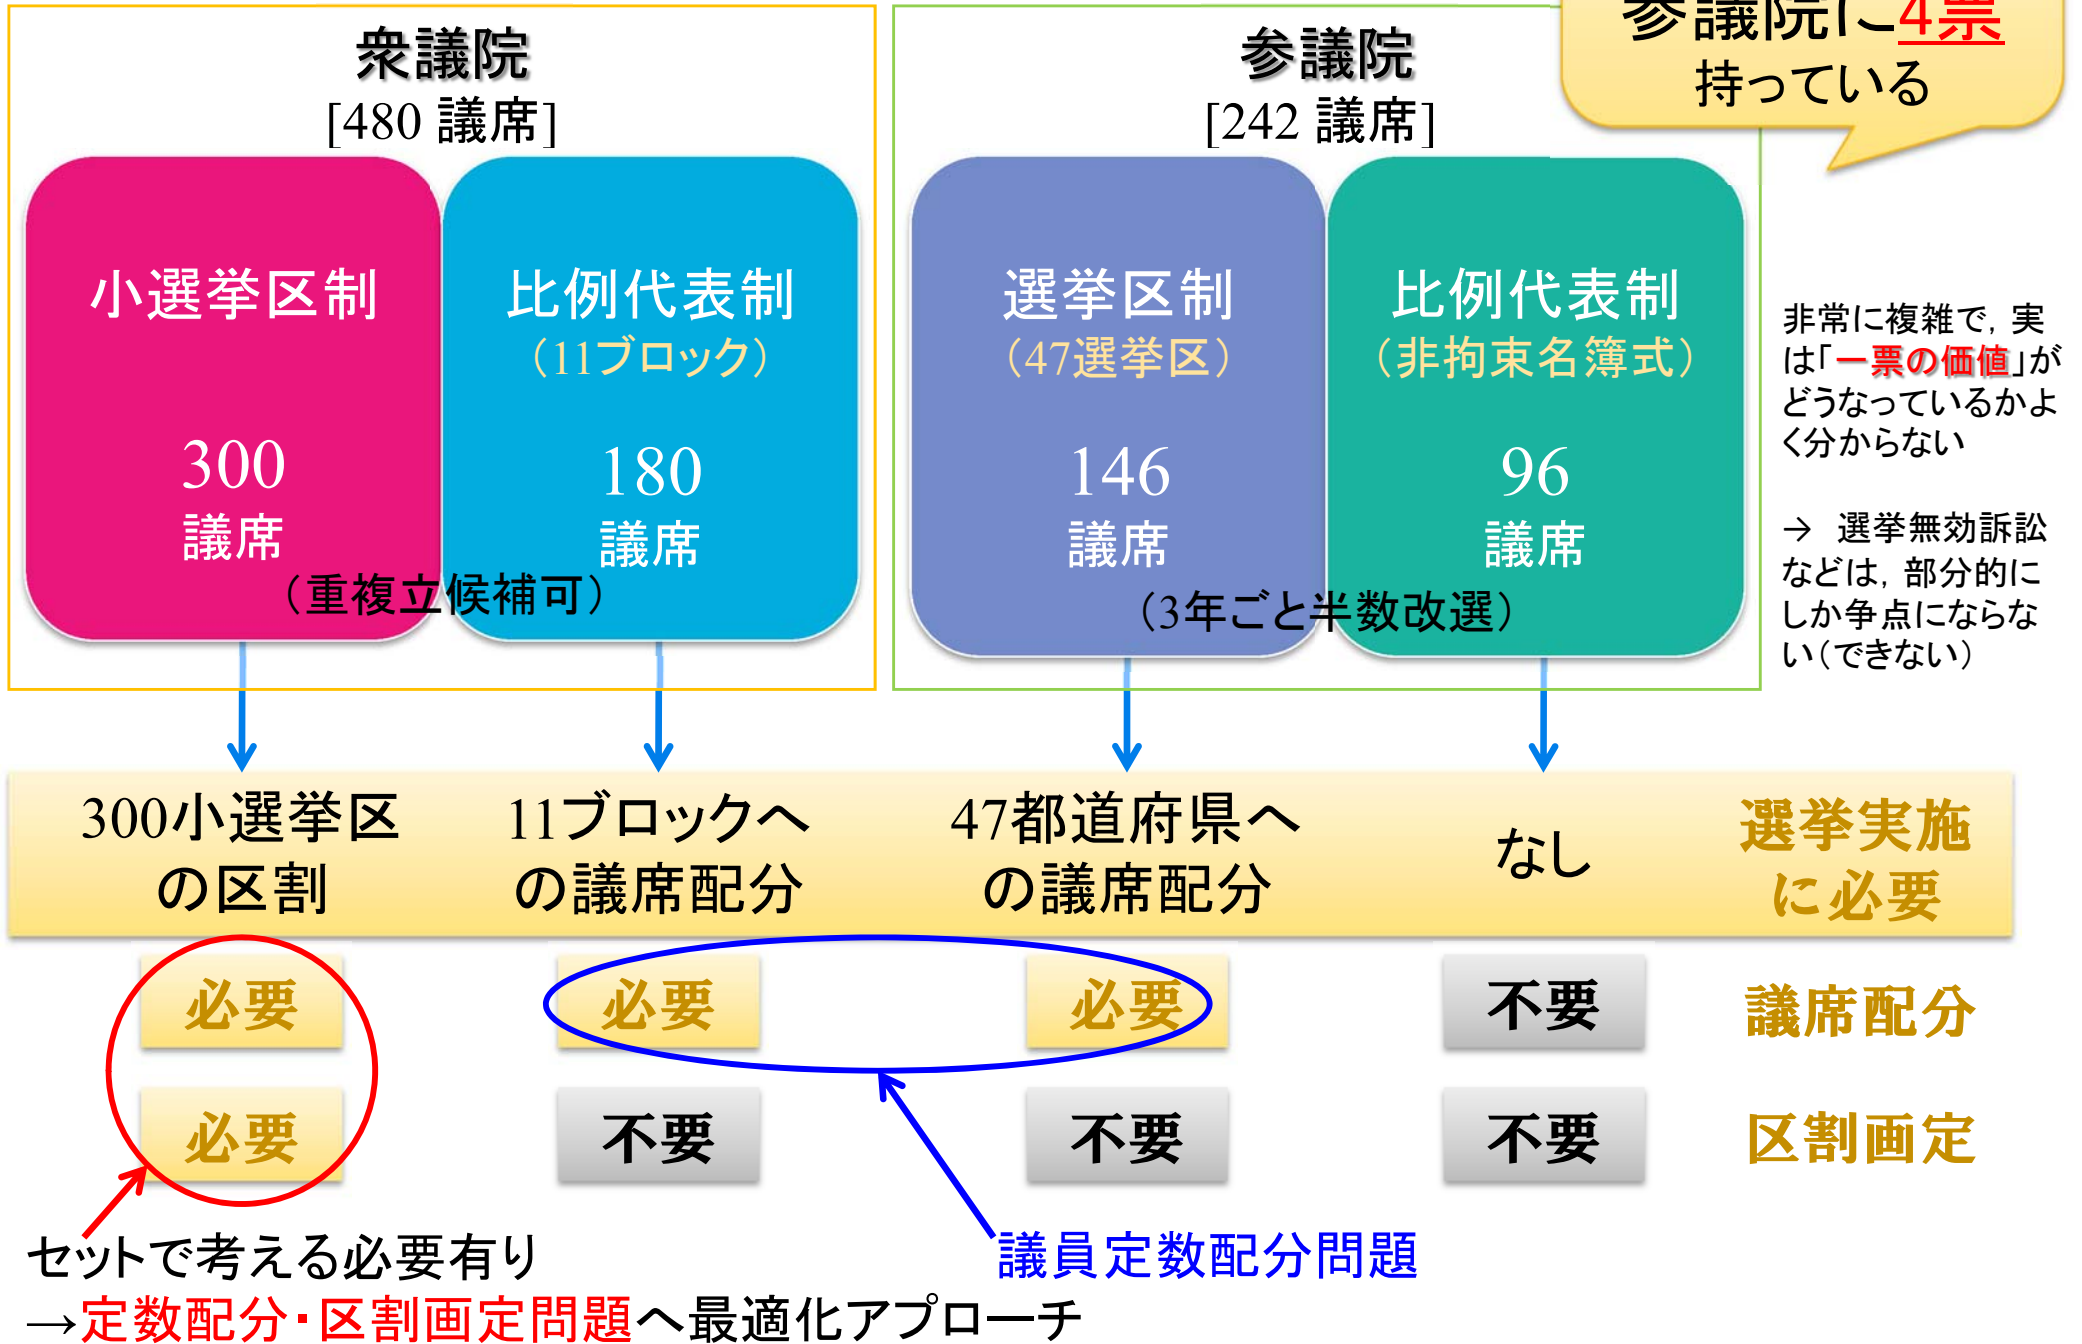 参議院に4票
持っている
衆議院
[480 議席]
小選挙区制
300
議席
比例代表制
（11ブロック）
180
議席
（重複立候補可）
参議院
[242 議席]
選挙区制
（47選挙区）
146
議席
比例代表制
（非拘束名簿式）
96
議席
（3年ごと半数改選）
非常に複雑で，実
は「一票の価値」が
どうなっているかよ
く分からない
→ 選挙無効訴訟
などは，部分的に
しか争点にならな
い（できない）
300小選挙区
の区割
11ブロックへ
の議席配分
47都道府県へ
の議席配分
なし
選挙実施
に必要
必要
必要
必要
不要
議席配分
必要
不要
不要
不要
区割画定
セットで考える必要有り
→定数配分・区割画定問題へ最適化アプローチ
議員定数配分問題